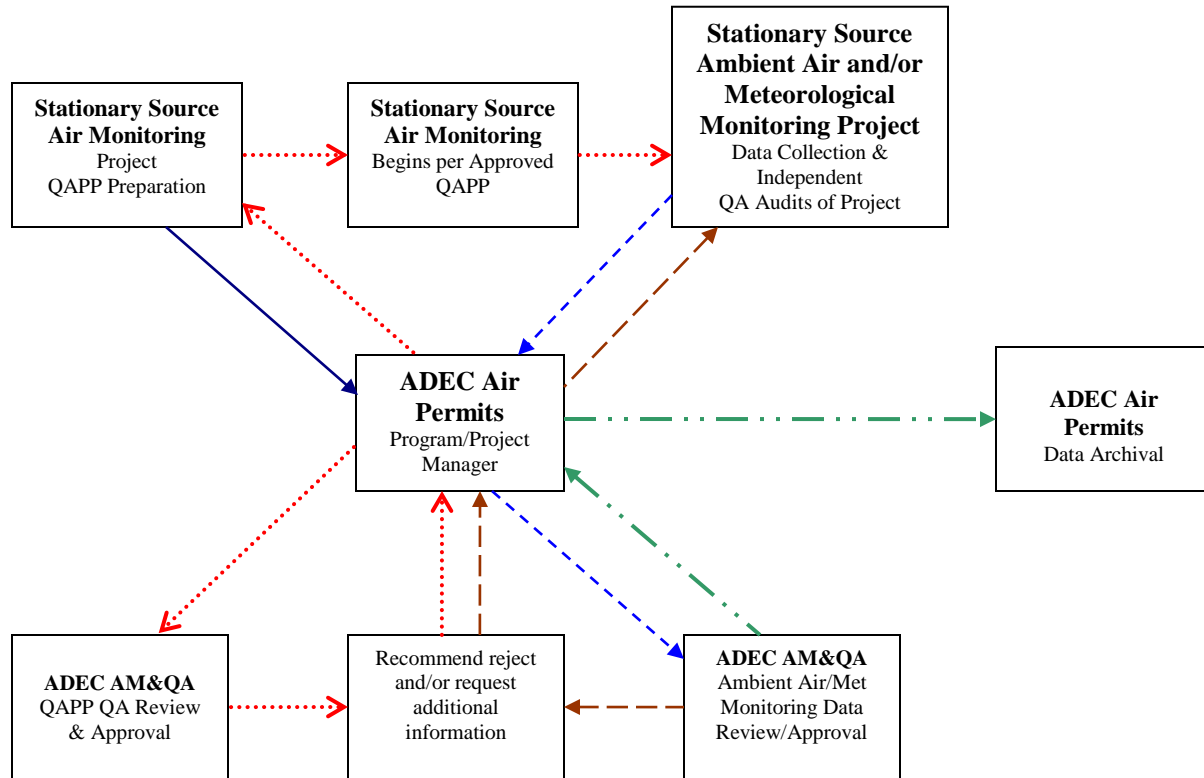 Stationary Source
Air Monitoring
Project
QAPP Preparation
Stationary Source
Air Monitoring
Begins per Approved
QAPP
Stationary Source
Ambient Air and/or
Meteorological
Monitoring Project
Data Collection &
Independent
QA Audits of Project
ADEC Air
Permits
Program/Project
Manager
ADEC Air
Permits
Data Archival
ADEC AM&QA
QAPP QA Review
& Approval
Recommend reject
and/or request
additional
information
ADEC AM&QA
Ambient Air/Met
Monitoring Data
Review/Approval